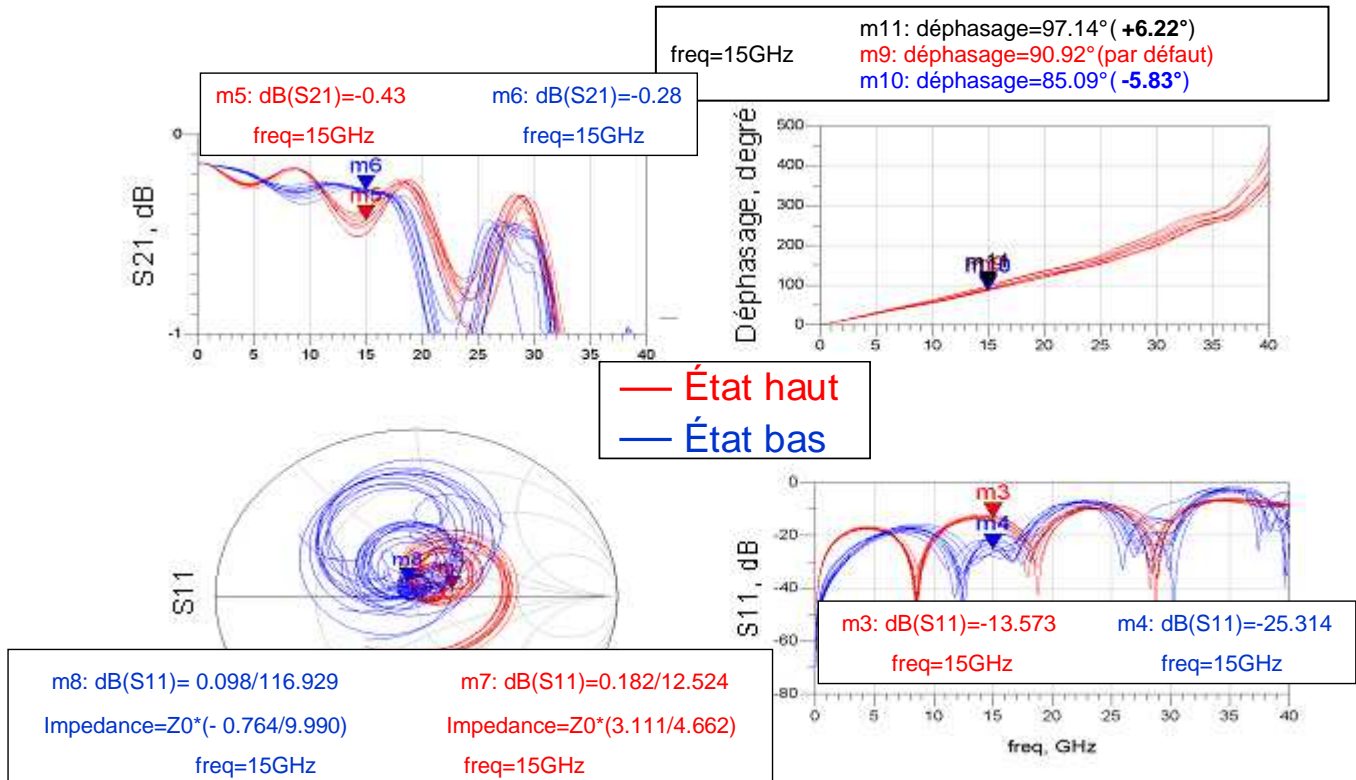 m11: déphasage=97.14°( +6.22°)
freq=15GHz
m9: déphasage=90.92°(par défaut)
m10: déphasage=85.09°( -5.83°)
m5: dB(S21)=-0.43
m6: dB(S21)=-0.28
freq=15GHz
freq=15GHz
0
m6
S21, dB
-1
0
5
10
15
20
25
30
35
40
Déphasage, degré
500
400
300
200
100
0
0
5
10
15
20
25
30
35
40
État haut
État bas
S11
m8
S11, dB
0
-20
-40
-60
-80
m3
m4
0
5
10
15
20
25
30
35
40
freq, GHz
m3: dB(S11)=-13.573
m4: dB(S11)=-25.314
freq=15GHz
freq=15GHz
m8: dB(S11)= 0.098/116.929
m7: dB(S11)=0.182/12.524
Impedance=Z0*(- 0.764/9.990)
Impedance=Z0*(3.111/4.662)
freq=15GHz
freq=15GHz